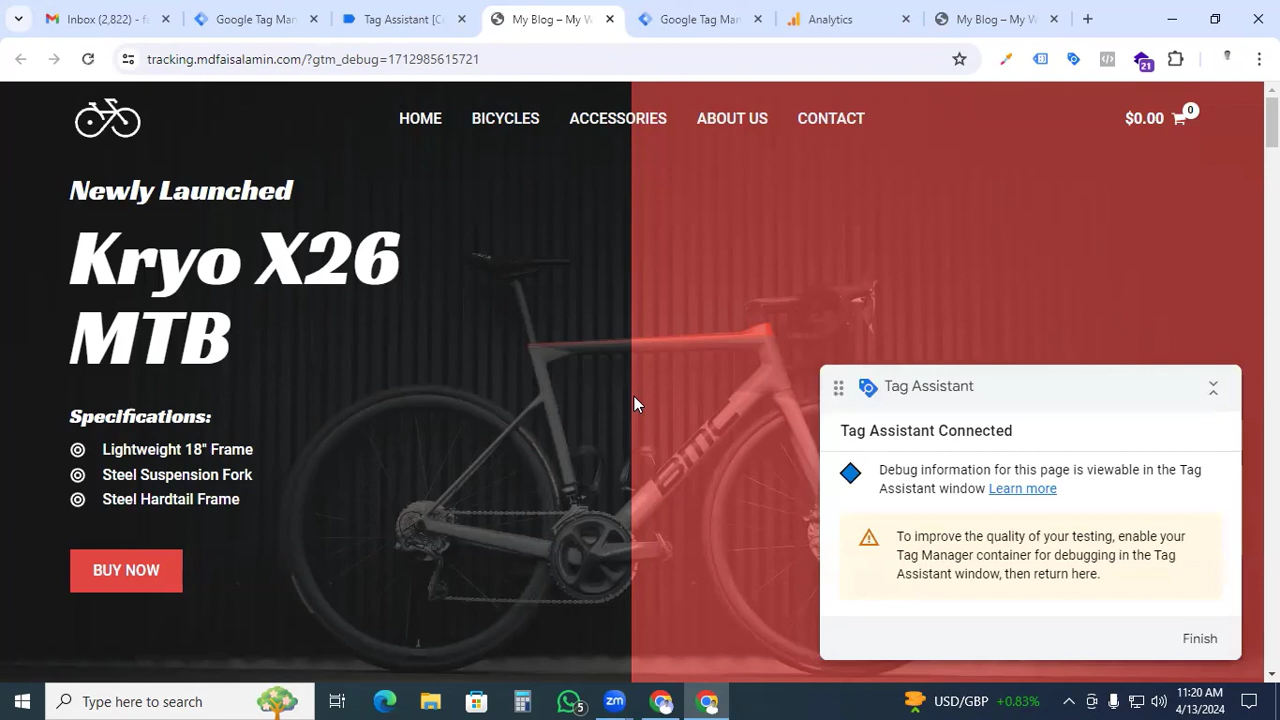 Inbox (2,822) - f
Google Tag Man
Tag Assistant [C
My Blog – My W
Google Tag Man
Analytics
My Blog – My W
tracking.mdfaisalamin.com/?gtm_debug=1712985615721
21
HOME
BICYCLES
ACCESSORIES
ABOUT US
CONTACT
$0.00
0
Newly Launched
Kryo X26
MTB
Specifications:
Lightweight 18" Frame
Steel Suspension Fork
Steel Hardtail Frame
BUY NOW
Tag Assistant
Tag Assistant Connected
Debug information for this page is viewable in the Tag
Assistant window Learn more
To improve the quality of your testing, enable your
Tag Manager container for debugging in the Tag
Assistant window, then return here.
Finish
Type here to search
5
zm
USD/GBP +0.83%
11:20 AM
4/13/2024